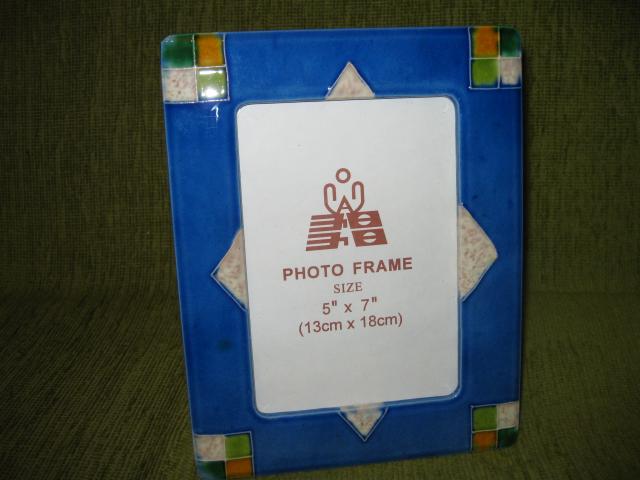 PHOTO FRAME
SIZE
5" x 7"
(13cm x 18cm)